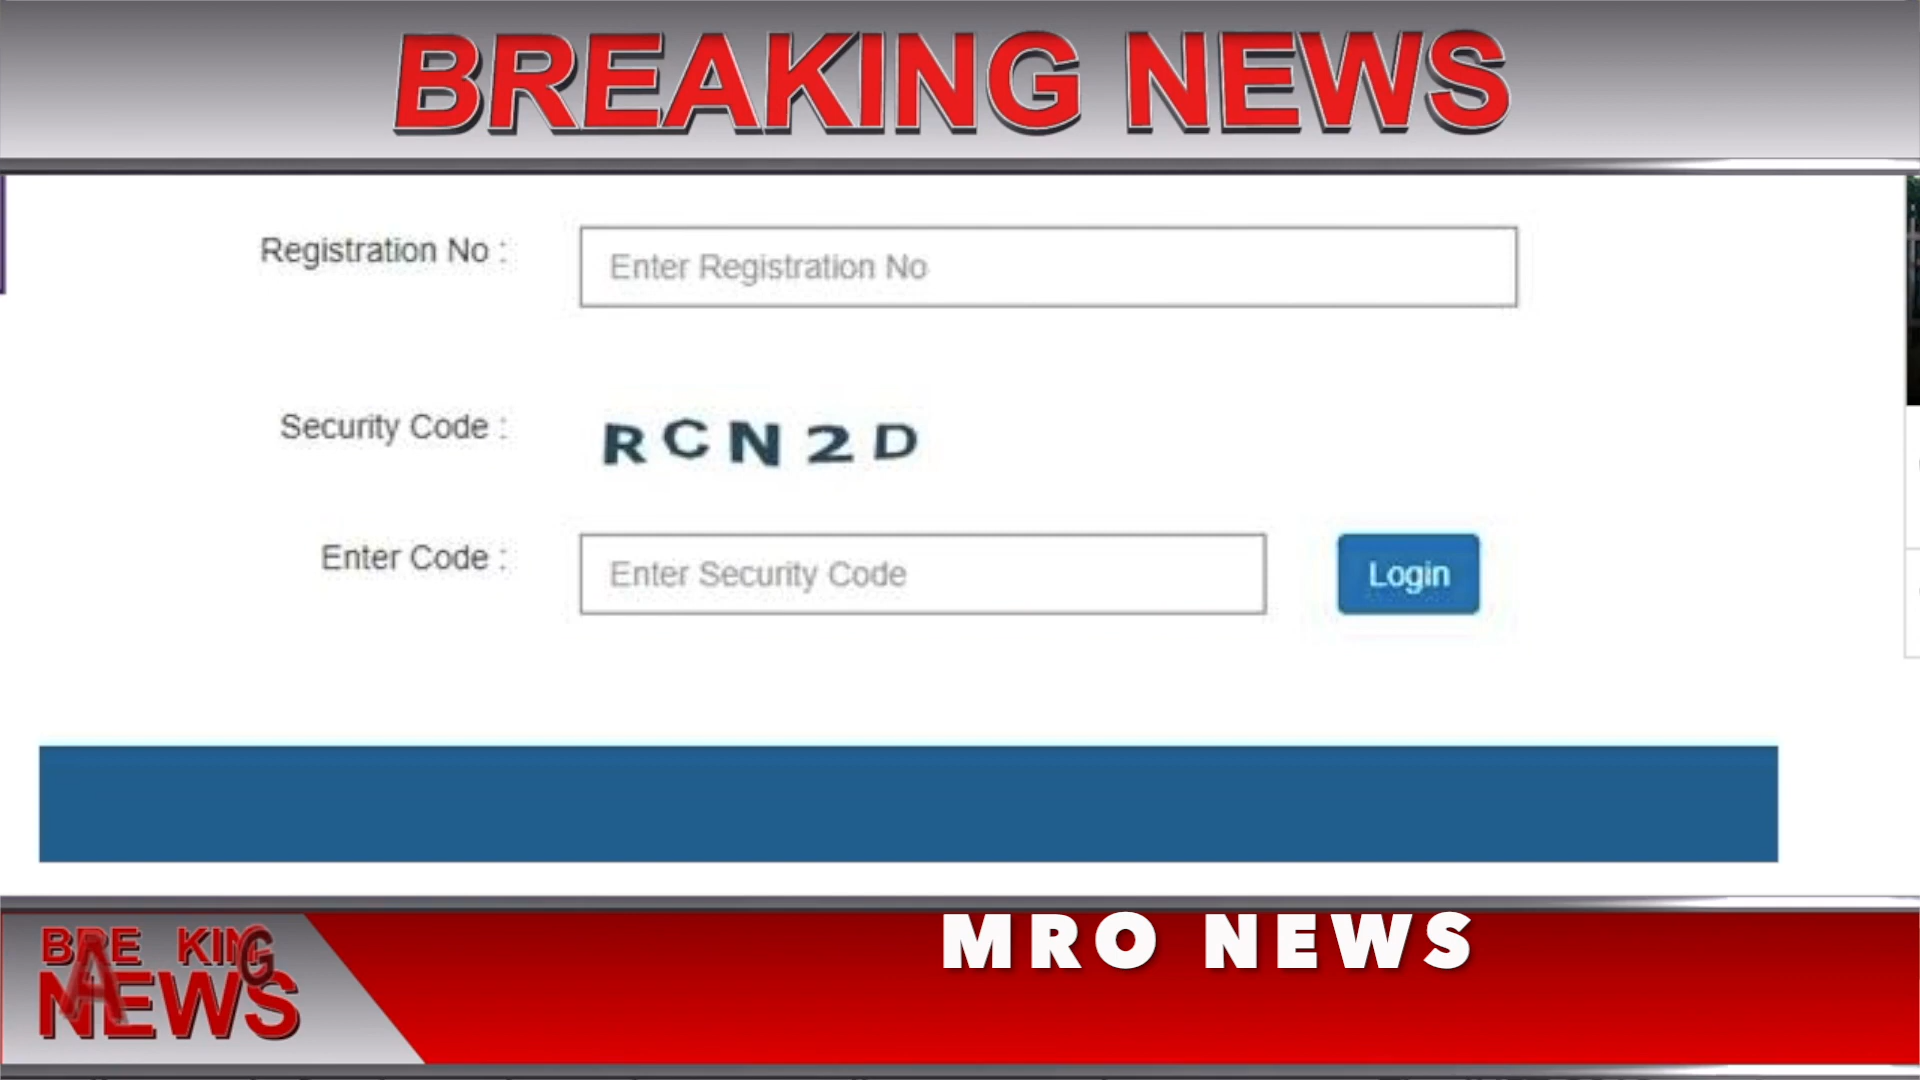 BREAKING NEWS
Registration No :
Enter Registration No
Security Code :
RCN2D
Enter Code :
Enter Security Code
Login
BREAKING
NEWS
MRO NEWS